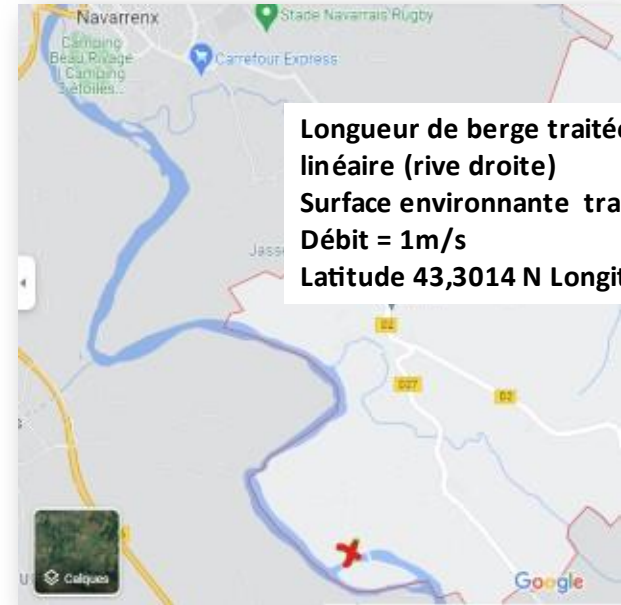 Navarrenx
Stade Navarrais Rugby
Camping
Beau Rivage
| Camping
3 étoiles...
Carrefour Express
Longueur de berge traitée
linéaire (rive droite)
Surface environnante tra
Débit = 1m/s
Jass
Latitude 43,3014 N Longit
D2
D27
D2
Calques
Google